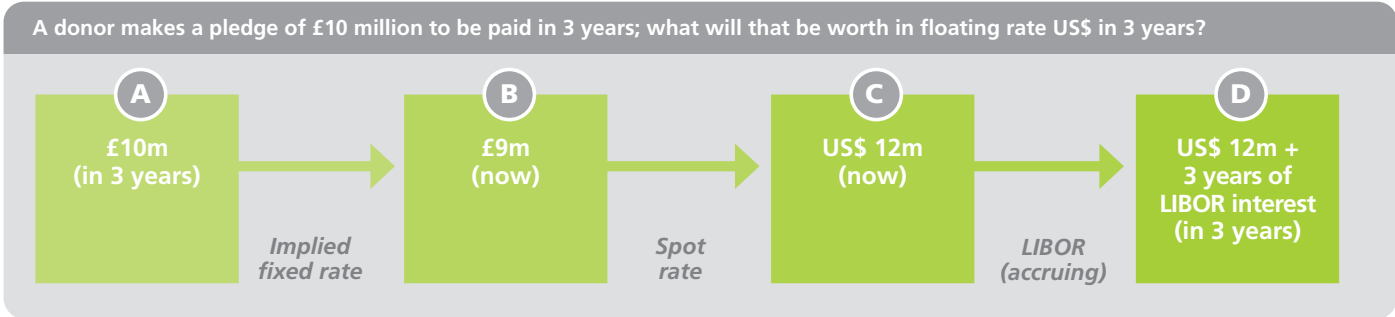 A donor makes a pledge of £10 million to be paid in 3 years; what will that be worth in floating rate US$ in 3 years?
A
£10m
(in 3 years)
Implied
fixed rate
B
£9m
(now)
Spot
rate
C
US$ 12m
(now)
LIBOR
(accruing)
D
US$ 12m +
3 years of
LIBOR interest
(in 3 years)